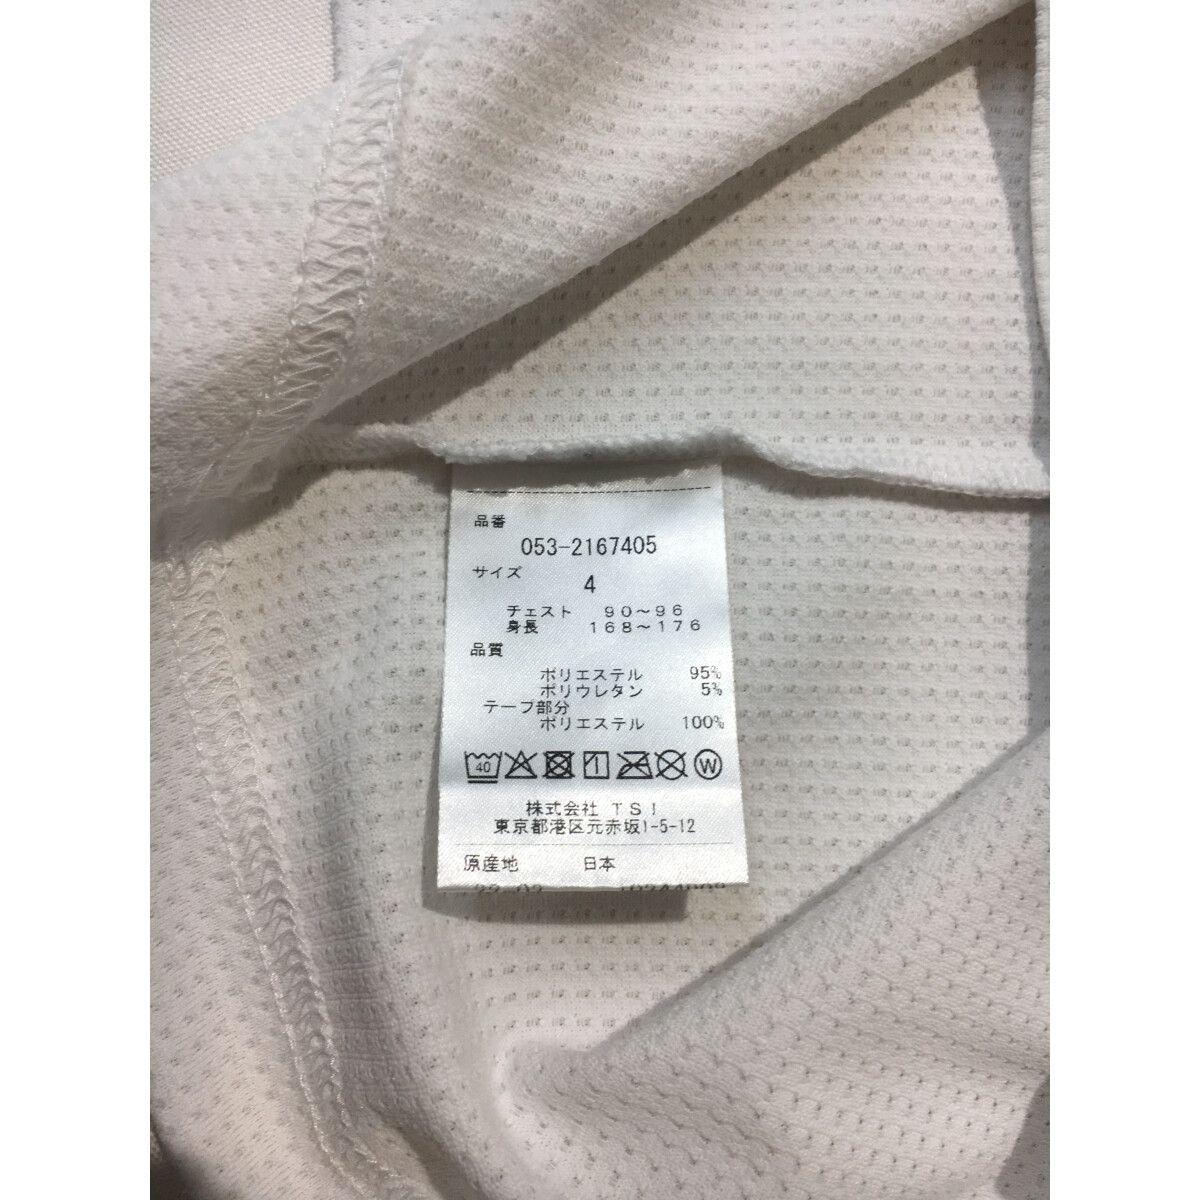 品番
053-2167405
サイズ
4
チェスト 90～96
身長 168～176
品質
ポリエステル 95%
ポリウレタン 5%
テープ部分
ポリエステル 100%
40
W
株式会社 TSI
東京都港区元赤坂1-5-12
原産地 日本